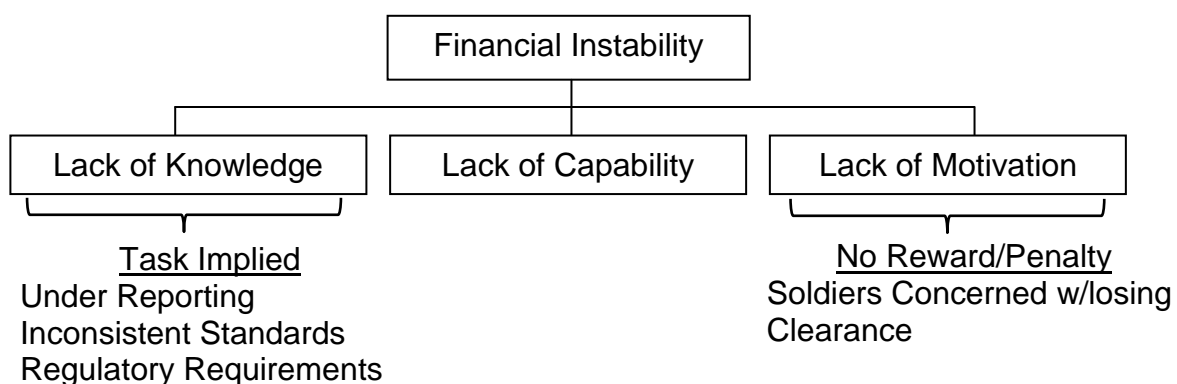 Financial Instability
Lack of Knowledge
Lack of Capability
Lack of Motivation
Task Implied
Under Reporting
Inconsistent Standards
Regulatory Requirements
No Reward/Penalty
Soldiers Concerned w/losing
Clearance